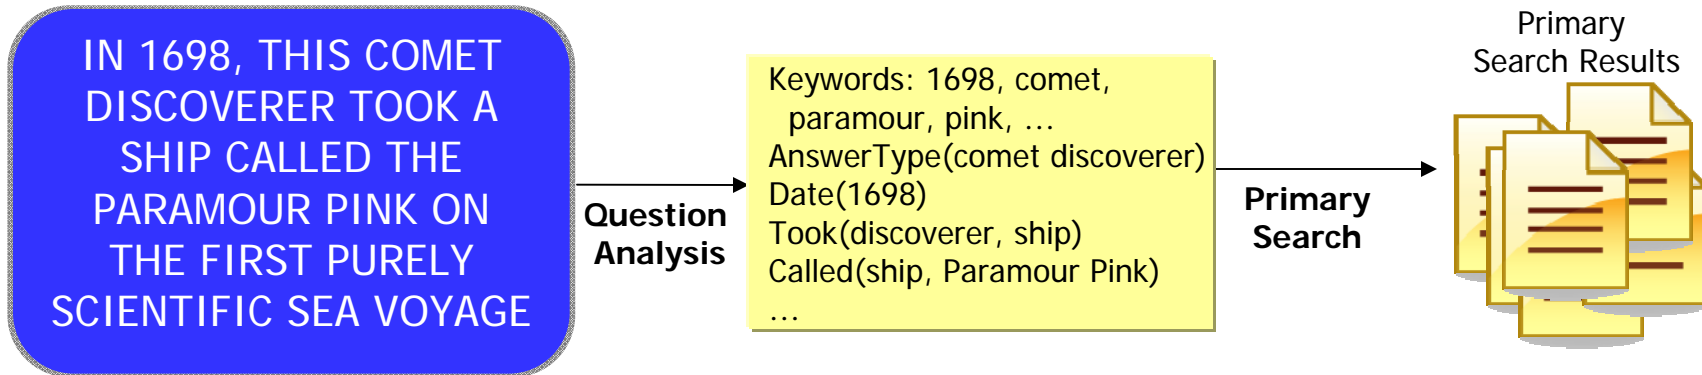 IN 1698, THIS COMET
DISCOVERER TOOK A
SHIP CALLED THE
PARAMOUR PINK ON
THE FIRST PURELY
SCIENTIFIC SEA VOYAGE
Question
Analysis
Keywords: 1698, comet,
paramour, pink, …
AnswerType(comet discoverer)
Date(1698)
Took(discoverer, ship)
Called(ship, Paramour Pink)
…
Primary
Search
Primary
Search Results